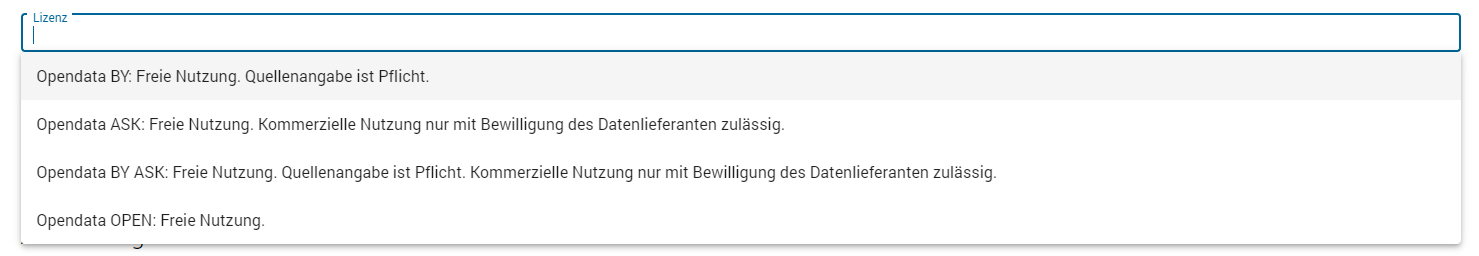 Lizenz
Opendata BY: Freie Nutzung. Quellenangabe ist Pflicht.
Opendata ASK: Freie Nutzung. Kommerzielle Nutzung nur mit Bewilligung des Datenlieferanten zulässig.
Opendata BY ASK: Freie Nutzung. Quellenangabe ist Pflicht. Kommerzielle Nutzung nur mit Bewilligung des Datenlieferanten zulässig.
Opendata OPEN: Freie Nutzung.